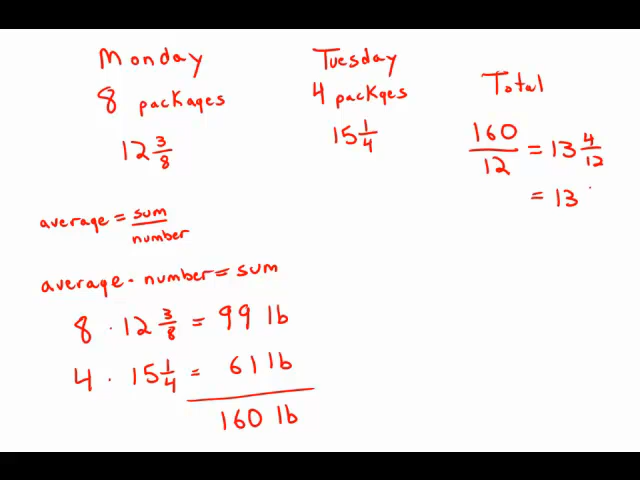 Monday
8 packages
12 3/8
Tuesday
4 packges
15 1/4
Total
160/12 = 13 4/12
= 13
average = sum/number
average · number = sum
8 · 12 3/8 = 99 lb
4 · 15 1/4 = 61 lb
160 lb